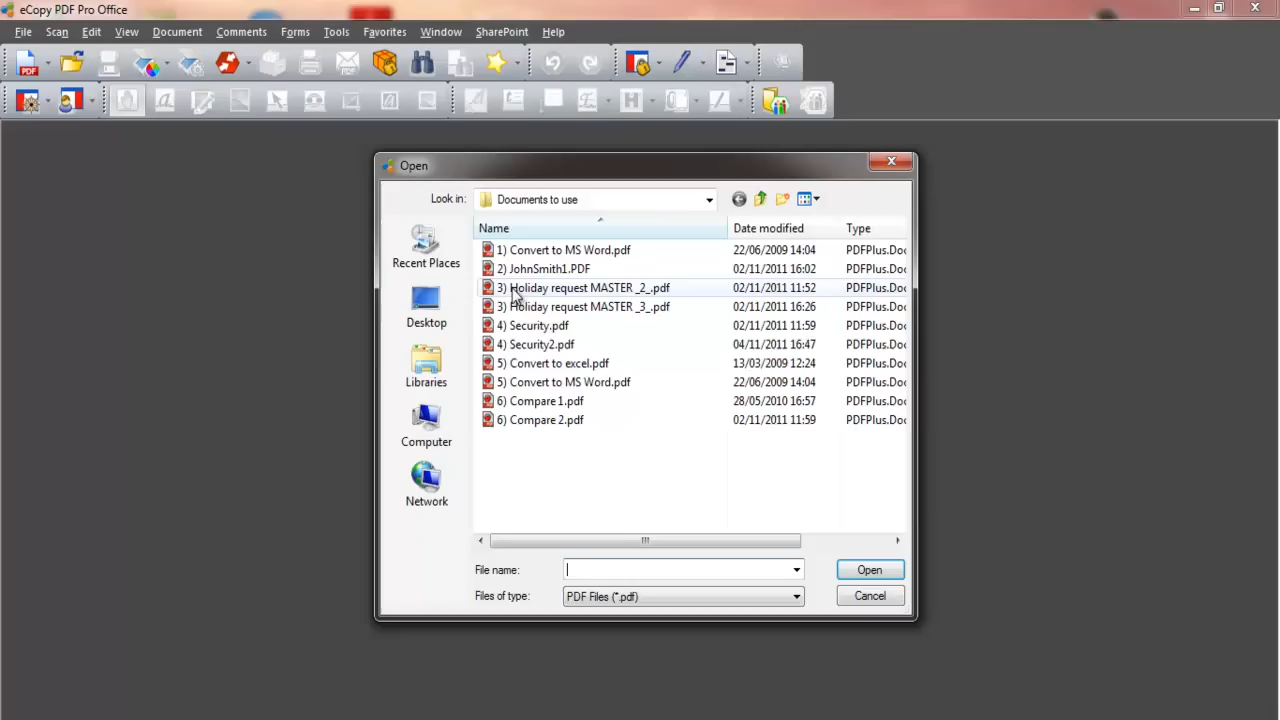 eCopy PDF Pro Office
File Scan Edit View Document Comments Forms Tools Favorites Window SharePoint Help
PDF
Open
Look in: Documents to use
Name Date modified Type
1) Convert to MS Word.pdf 22/06/2009 14:04 PDFPlus.Doc
2) JohnSmith1.PDF 02/11/2011 16:02 PDFPlus.Doc
3) Holiday request MASTER _2_.pdf 02/11/2011 11:52 PDFPlus.Doc
3) Holiday request MASTER _3_.pdf 02/11/2011 16:26 PDFPlus.Doc
4) Security.pdf 02/11/2011 11:59 PDFPlus.Doc
4) Security2.pdf 04/11/2011 16:47 PDFPlus.Doc
5) Convert to excel.pdf 13/03/2009 12:24 PDFPlus.Doc
5) Convert to MS Word.pdf 22/06/2009 14:04 PDFPlus.Doc
6) Compare 1.pdf 28/05/2010 16:57 PDFPlus.Doc
6) Compare 2.pdf 02/11/2011 11:59 PDFPlus.Doc
Recent Places
Desktop
Libraries
Computer
Network
File name: Open
Files of type: PDF Files (*.pdf) Cancel